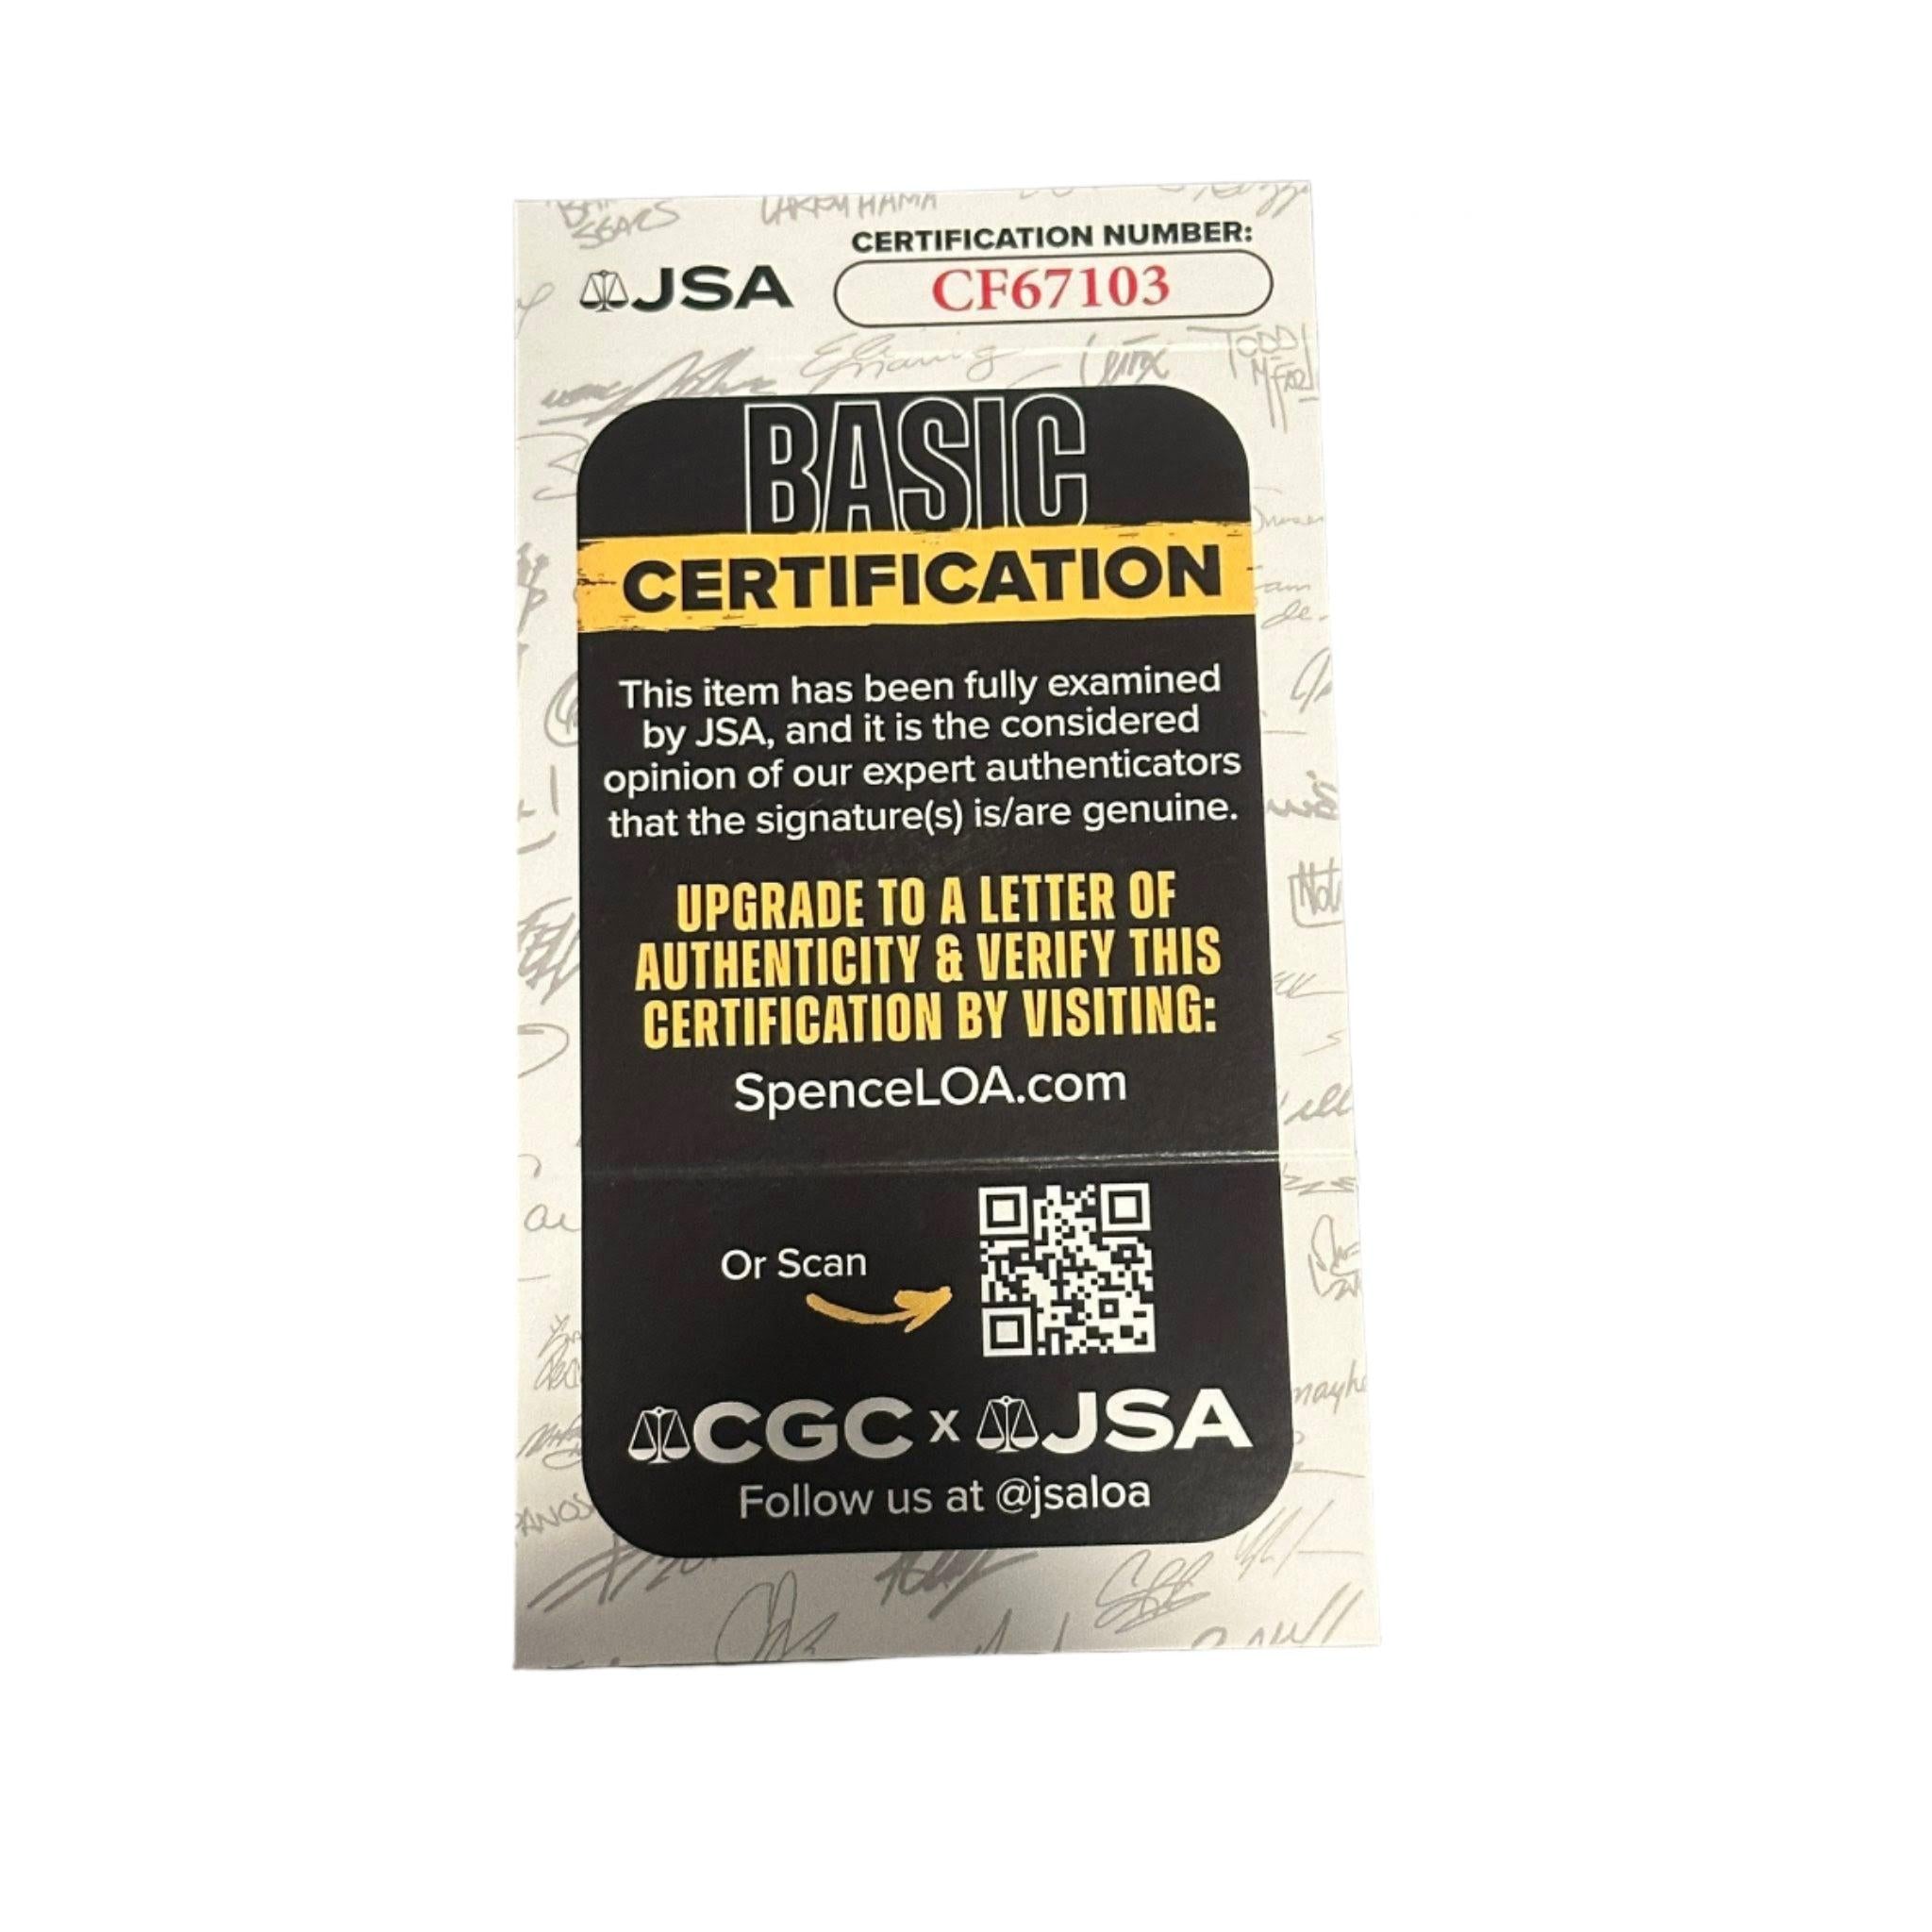 CERTIFICATION NUMBER:
JSA
CF67103
BASIC
CERTIFICATION
This item has been fully examined
by JSA, and it is the considered
opinion of our expert authenticators
that the signature(s) is/are genuine.
UPGRADE TO A LETTER OF
AUTHENTICITY & VERIFY THIS
CERTIFICATION BY VISITING:
SpenceLOA.com
Or Scan
CGC x JSA
Follow us at @jsaloa